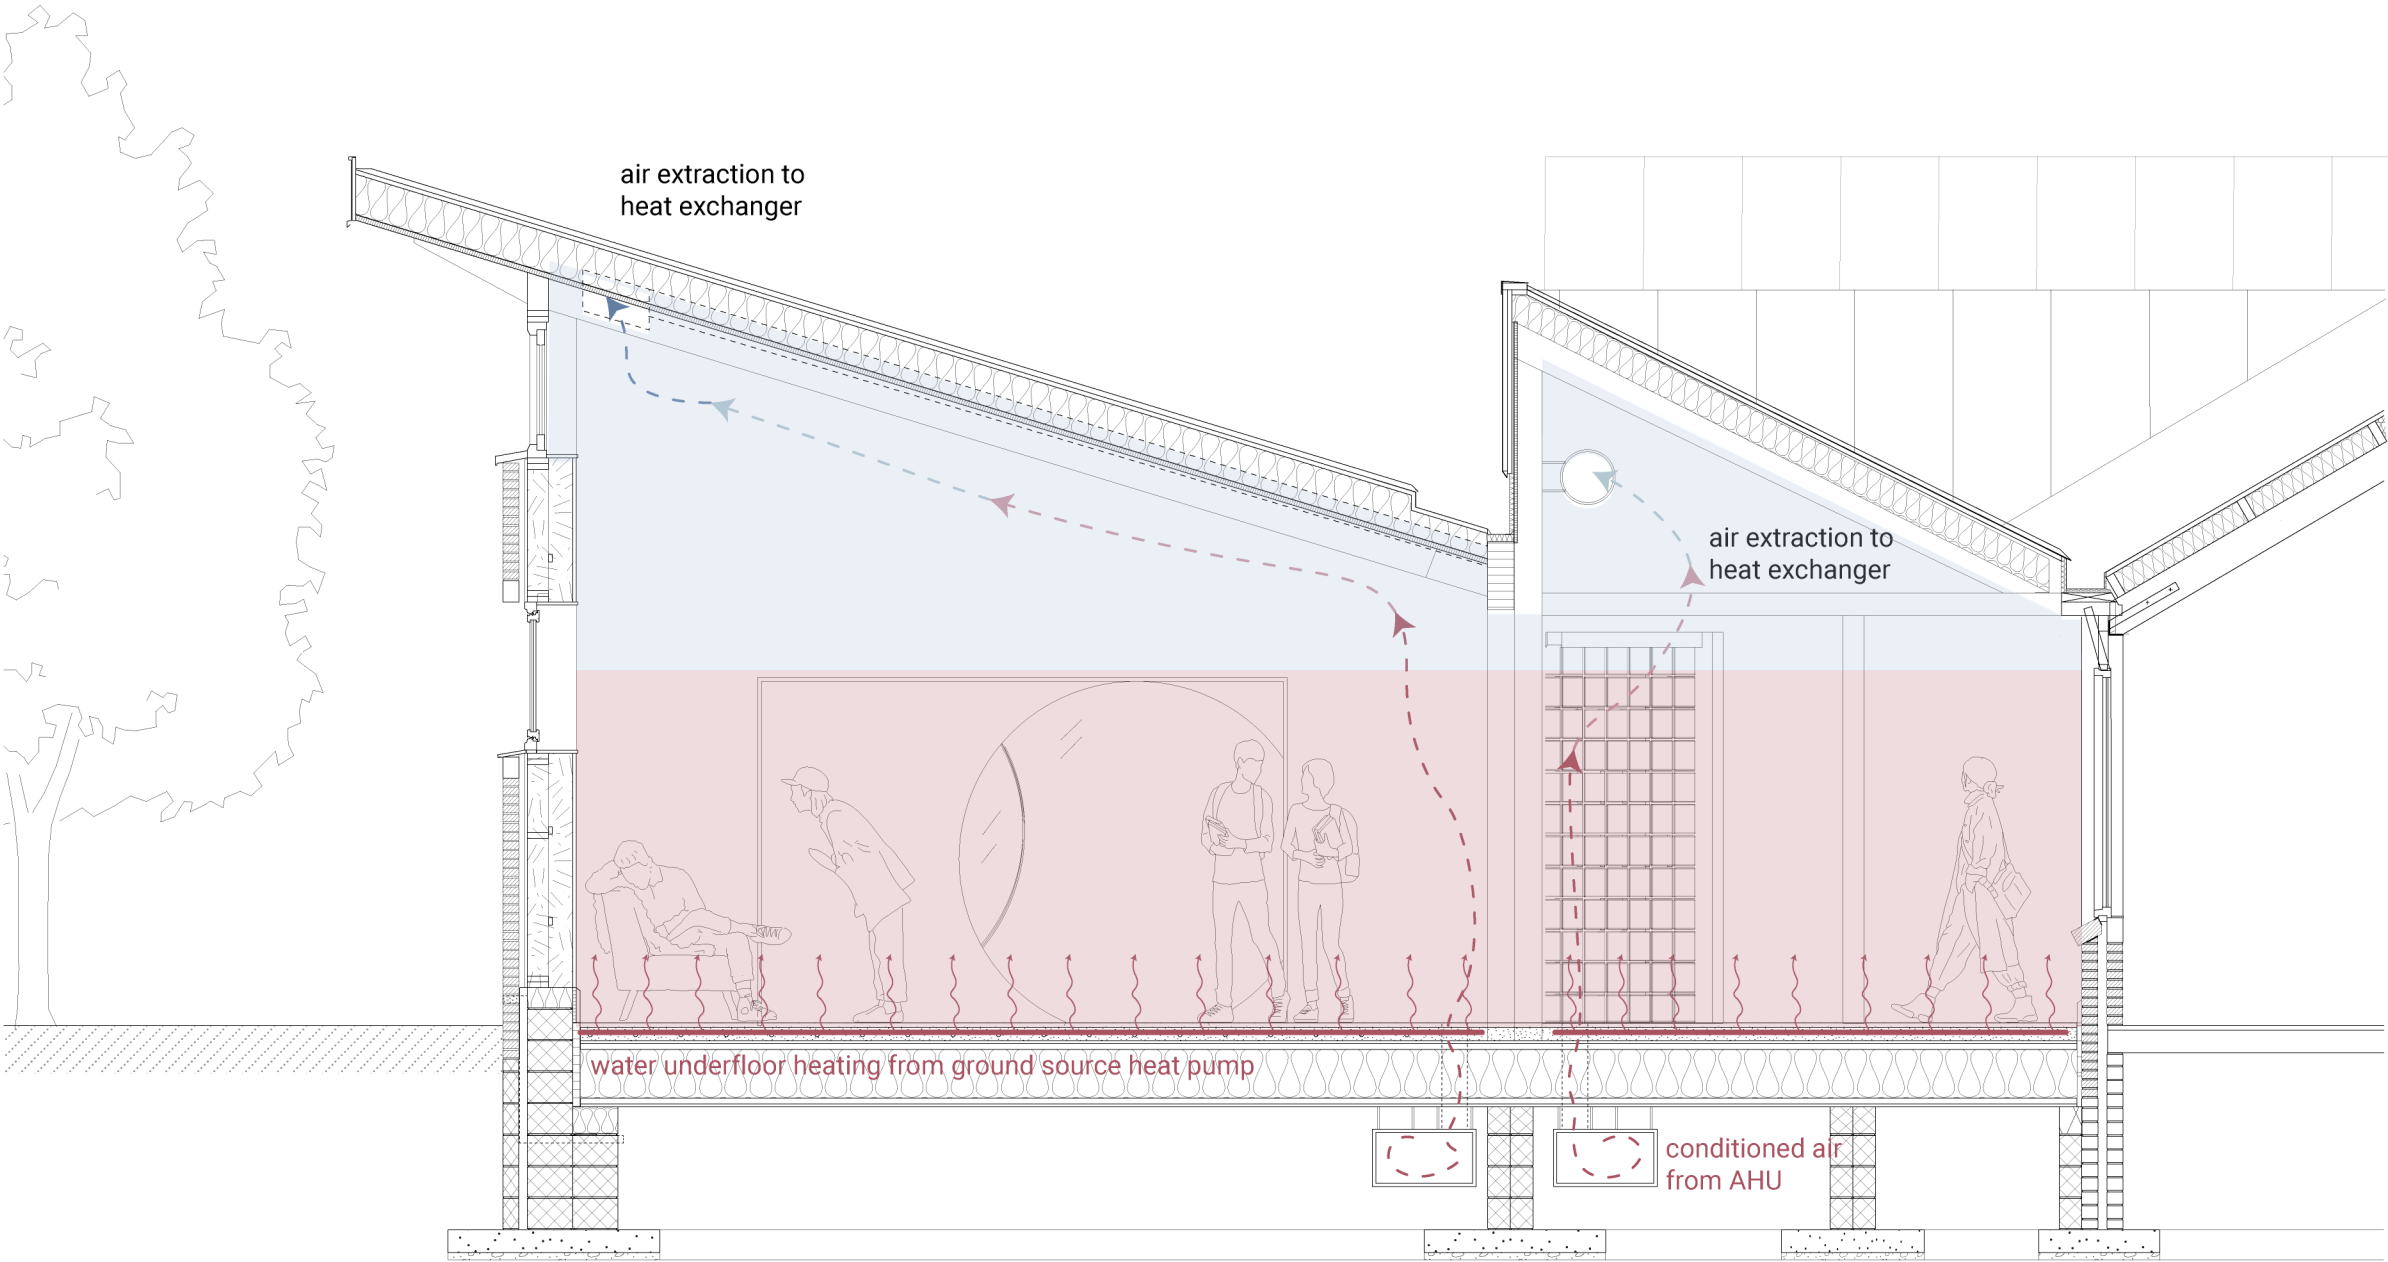 air extraction to
heat exchanger
air extraction to
heat exchanger
water underfloor heating from ground source heat pump
conditioned air
from AHU